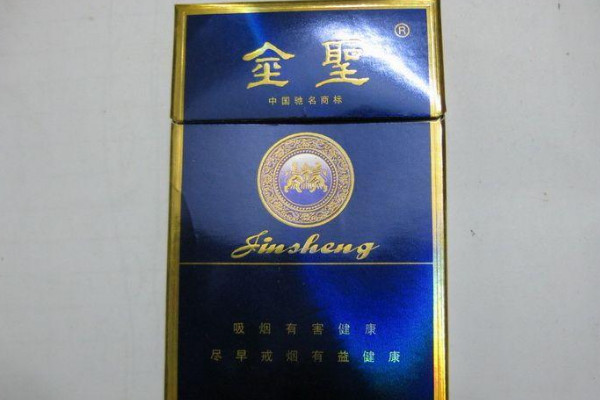 金聖®
中国驰名商标
Jinsheng
吸烟有害健康
尽早戒烟有益健康